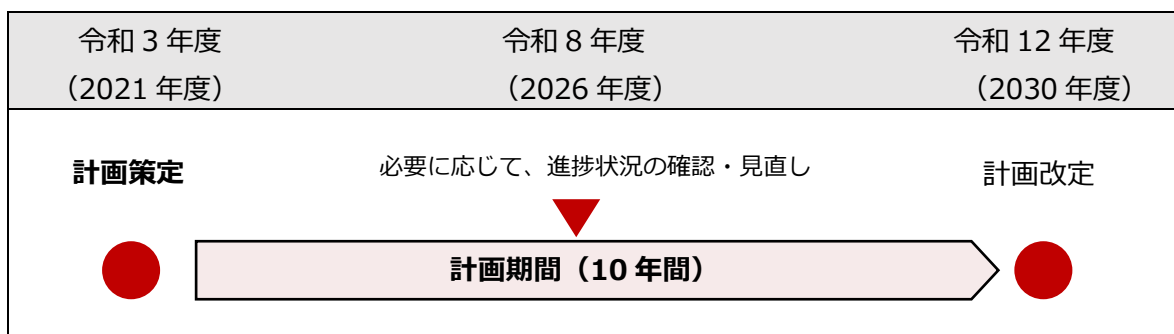 令和 3 年度 令和 8 年度 令和 12 年度
（2021 年度） （2026 年度） （2030 年度）
計画策定 必要に応じて、進捗状況の確認・見直し 計画改定
計画期間（10 年間）